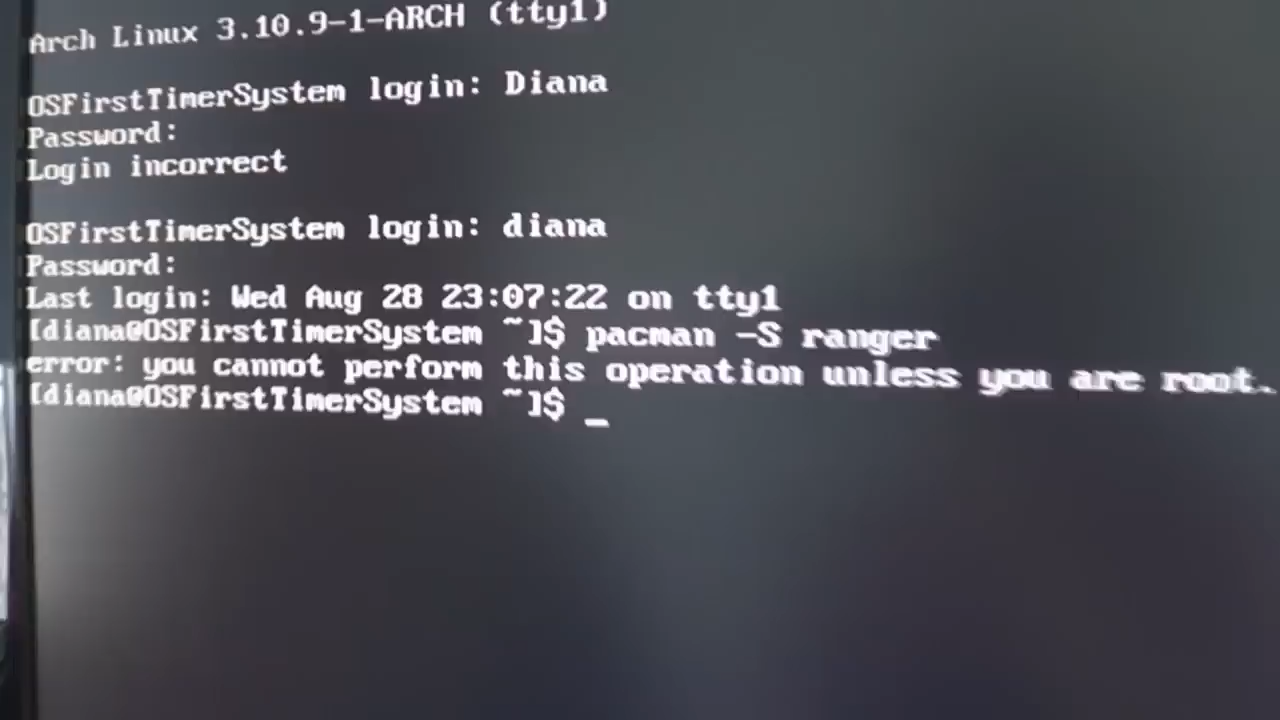 Arch Linux 3.10.9-1-ARCH (tty1)
OSFirstTimerSystem login: Diana
Password:
Login incorrect
OSFirstTimerSystem login: diana
Password:
Last login: Wed Aug 28 23:07:22 on tty1
[diana@OSFirstTimerSystem ~]$ pacman -S ranger
error: you cannot perform this operation unless you are root.
[diana@OSFirstTimerSystem ~]$ _